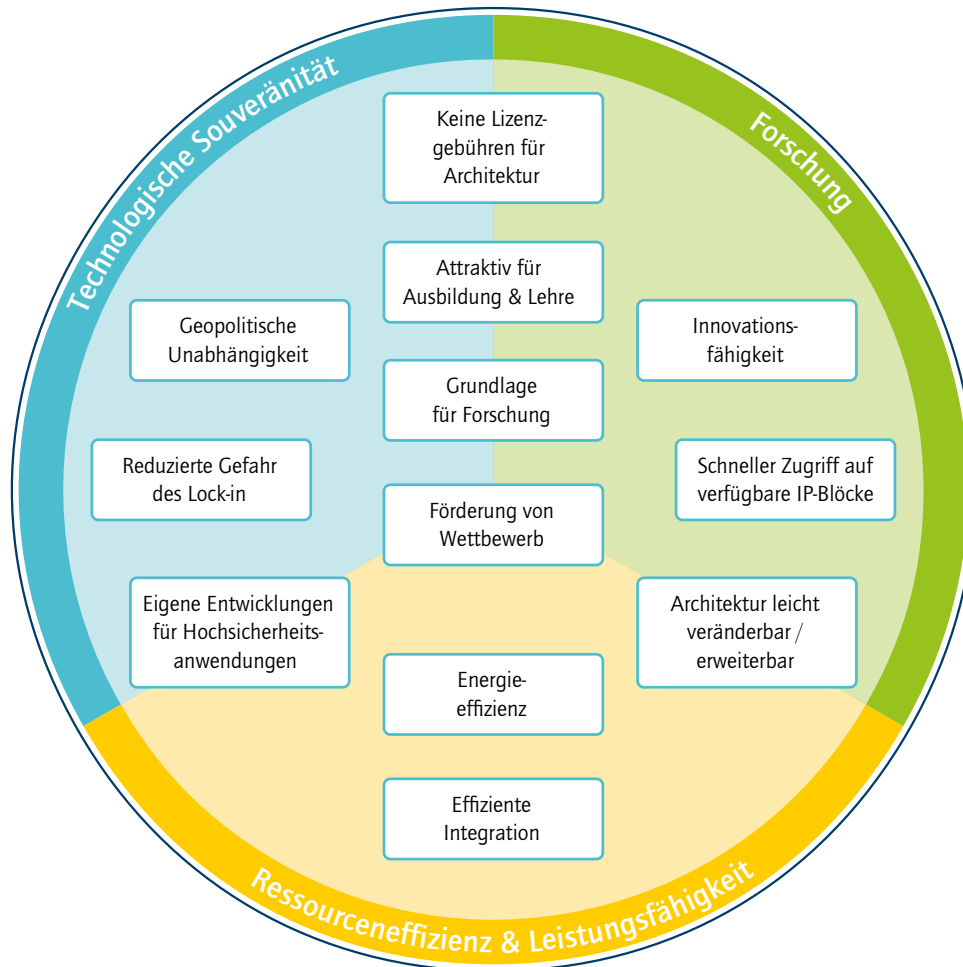 Technologische Souveränität
Forschung
Keine Lizenz-
gebühren für
Architektur
Attraktiv für
Ausbildung & Lehre
Geopolitische
Unabhängigkeit
Innovations-
fähigkeit
Grundlage
für Forschung
Reduzierte Gefahr
des Lock-in
Schneller Zugriff auf
verfügbare IP-Blöcke
Förderung von
Wettbewerb
Eigene Entwicklungen
für Hochsicherheits-
anwendungen
Architektur leicht
veränderbar /
erweiterbar
Energie-
effizienz
Effiziente
Integration
Ressourceneffizienz & Leistungsfähigkeit